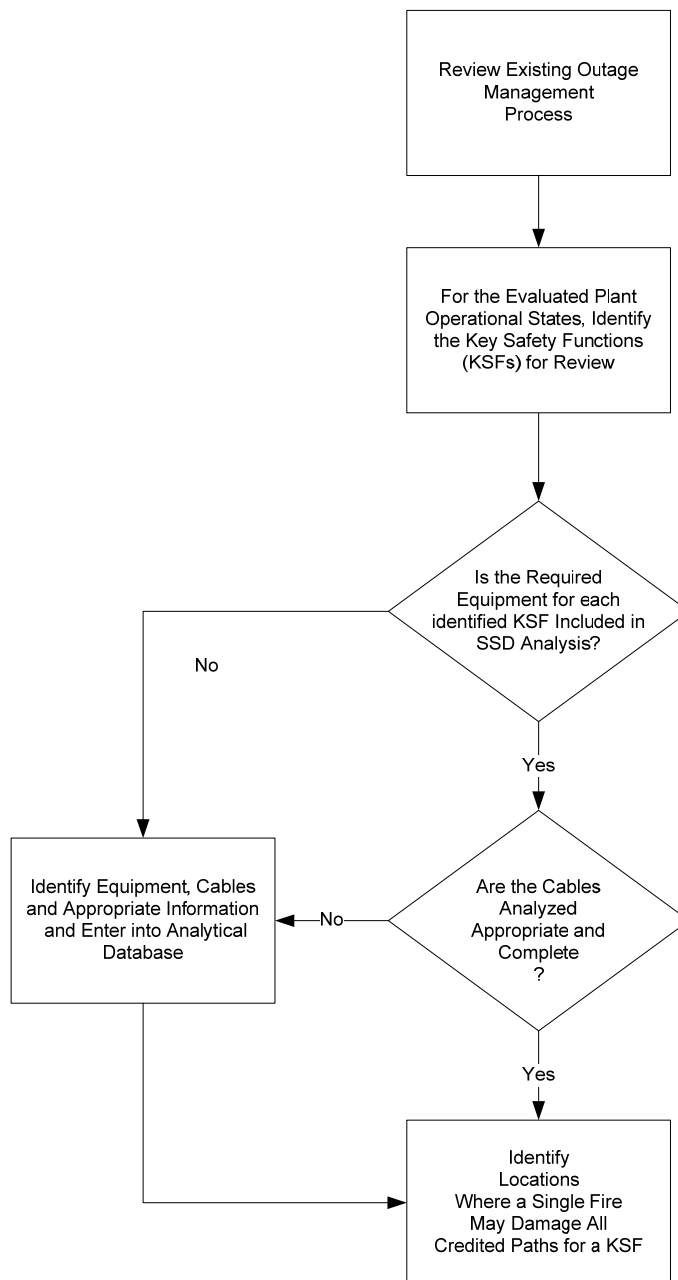 Review Existing Outage
Management
Process
For the Evaluated Plant
Operational States, Identify
the Key Safety Functions
(KSFs) for Review
Is the Required
Equipment for each
identified KSF Included in
SSD Analysis?
No
Yes
Identify Equipment, Cables
and Appropriate Information
and Enter into Analytical
Database
No
Are the Cables
Analyzed
Appropriate and
Complete
?
Yes
Identify
Locations
Where a Single Fire
May Damage All
Credited Paths for a KSF